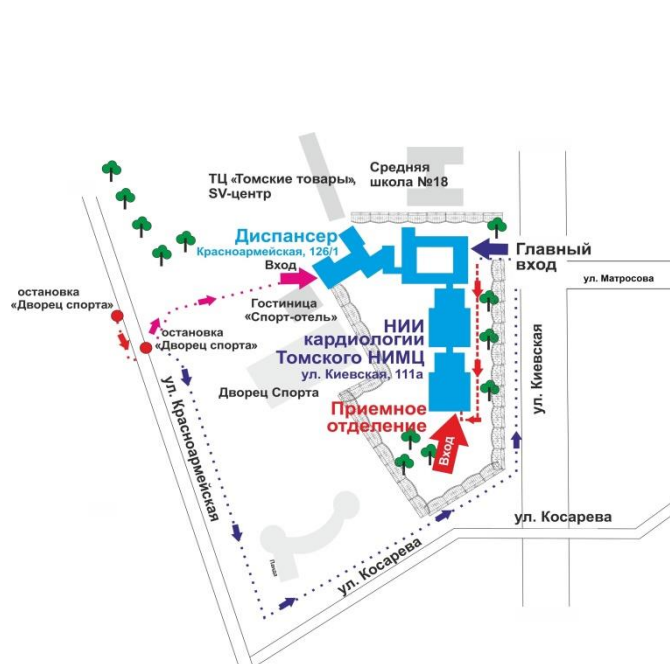 ТЦ «Томские товары»,
SV-центр
Средняя
школа №18
Диспансер
Красноармейская, 126/1
Вход
Главный
вход
ул. Матросова
остановка
«Дворец спорта»
Гостиница
«Спорт-отель»
остановка
«Дворец спорта»
НИИ
кардиологии
Томского НИМЦ
ул. Киевская, 111а
ул. Киевская
Дворец Спорта
Приемное
отделение
Вход
ул. Красноармейская
ул. Косарева
ул. Косарева